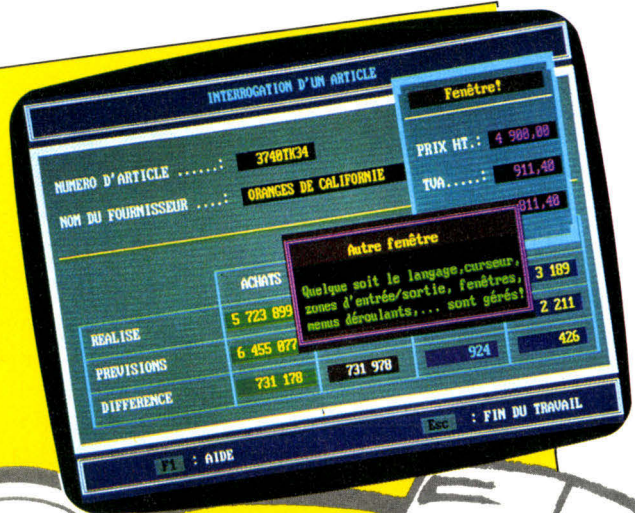 INTERROGATION D'UN ARTICLE
Fenêtre!
NUMERO D'ARTICLE ......: 3740TK34
NOM DU FOURNISSEUR ....: ORANGES DE CALIFORNIE
PRIX HT.: 4 900,00
TVA.....: 911,40
811,40
Autre fenêtre
Quelque soit le langage,curseur,
zones d'entrée/sortie, fenêtres,
menus déroulants,... sont gérés!
ACHATS
REALISE 5 723 899 3 189
PREVISIONS 6 455 077 2 211
DIFFERENCE 731 178 731 978 924 426
F1 : AIDE Esc : FIN DU TRAVAIL